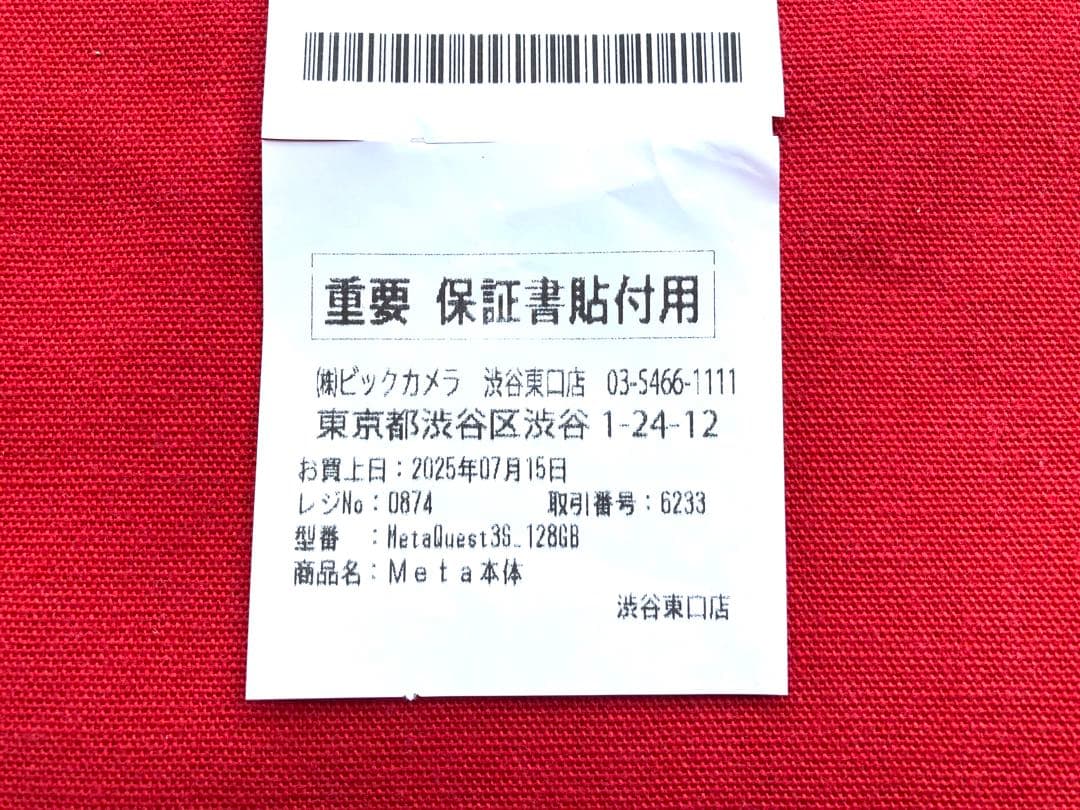 重要 保証書貼付用
㈱ビックカメラ 渋谷東口店 03-5466-1111
東京都渋谷区渋谷1-24-12
お買上日：2025年07月15日
レジNo：0874 取引番号：6233
型番 ：MetaQuest3S_128GB
商品名：Ｍｅｔａ本体
渋谷東口店